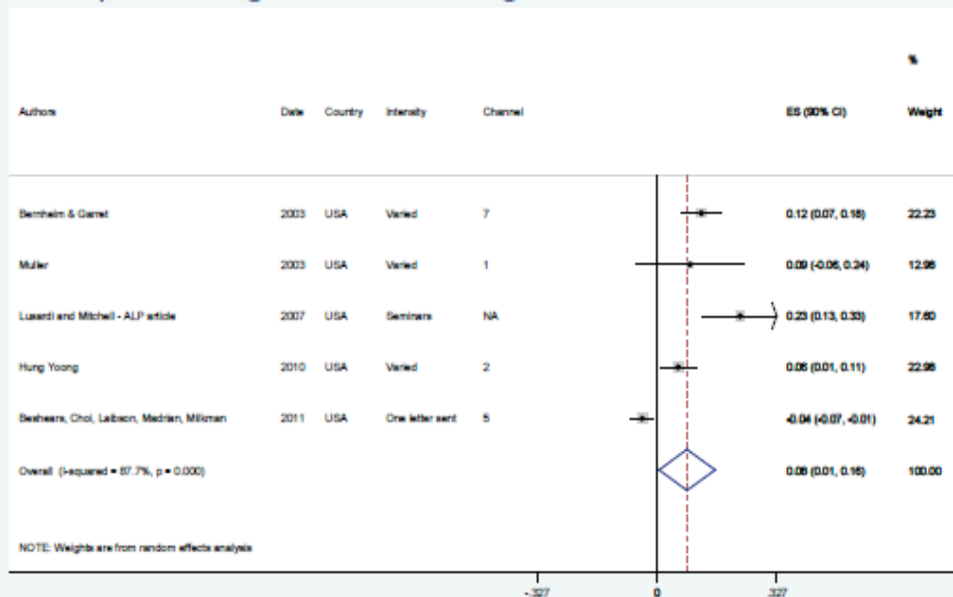 %
Authors Date Country Intensity Channel ES (90% CI) Weight
Bernheim & Garret 2003 USA Varied 7 0.12 (0.07, 0.18) 22.23
Muller 2003 USA Varied 1 0.09 (-0.06, 0.24) 12.98
Lusardi and Mitchell - ALP article 2007 USA Seminars NA 0.23 (0.13, 0.33) 17.60
Hung Yoong 2010 USA Varied 2 0.06 (0.01, 0.11) 22.98
Beshears, Choi, Laibson, Madrian, Milkman 2011 USA One letter sent 5 -0.04 (-0.07, -0.01) 24.21
Overall (I-squared = 87.7%, p = 0.000) 0.08 (0.01, 0.16) 100.00
NOTE: Weights are from random effects analysis
-.327 0 .327